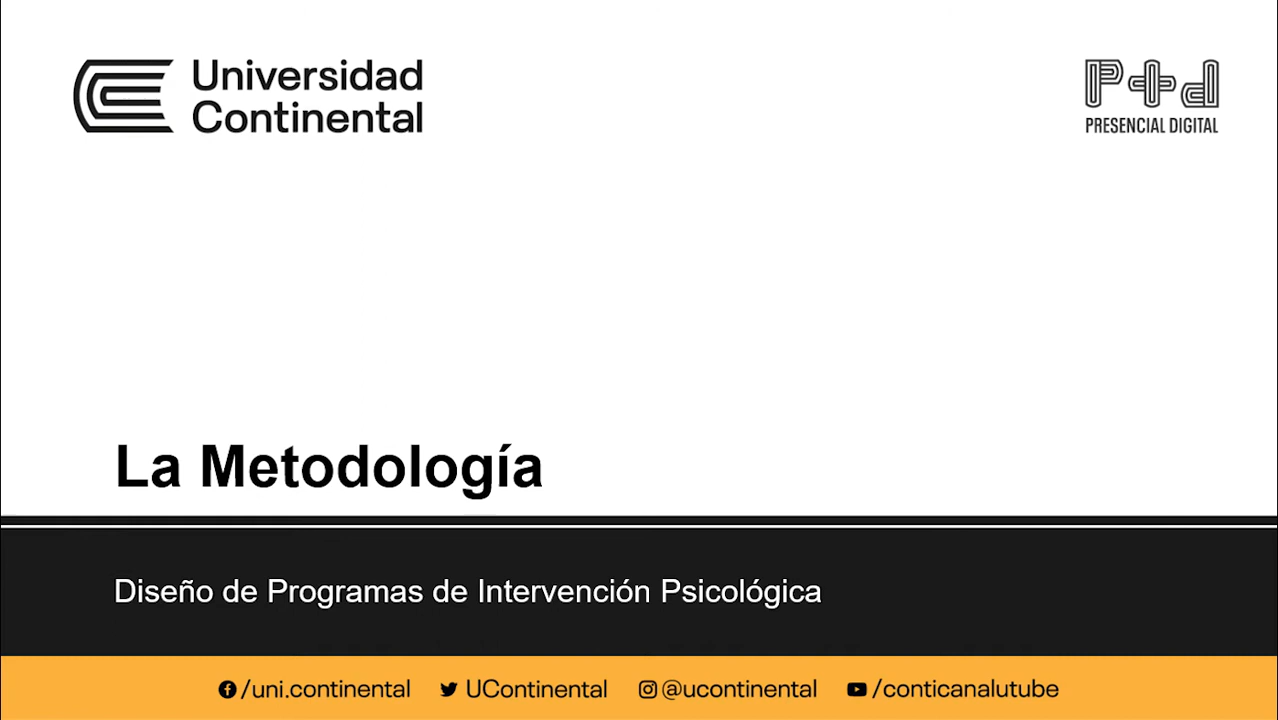 Universidad
Continental
P+d
PRESENCIAL DIGITAL
La Metodología
Diseño de Programas de Intervención Psicológica
/uni.continental UContinental @ucontinental /conticanalutube